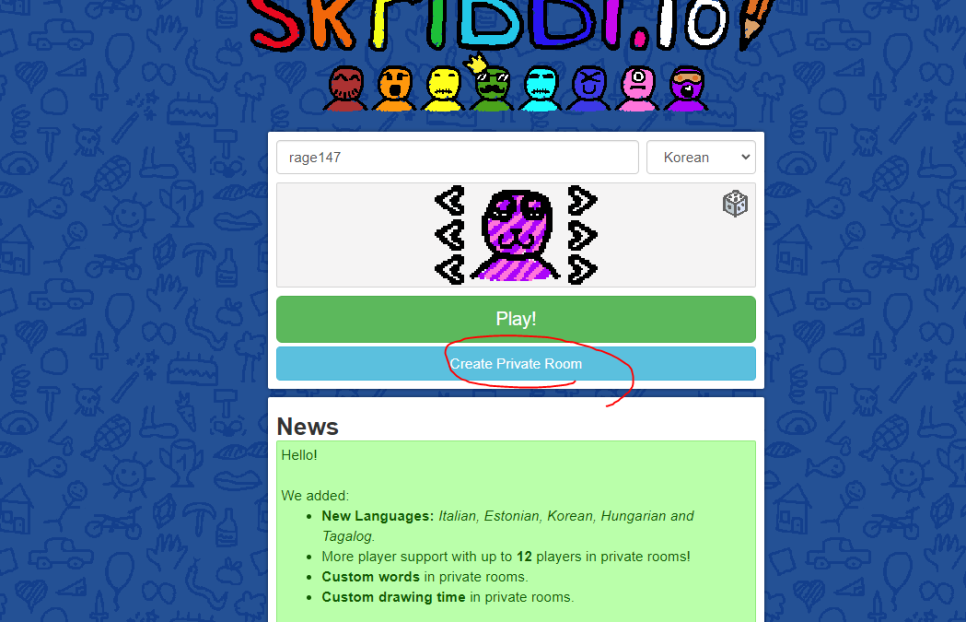 SKRIBBL.io
rage147
Korean
Play!
Create Private Room
News
Hello!
We added:
New Languages: Italian, Estonian, Korean, Hungarian and
Tagalog.
More player support with up to 12 players in private rooms!
Custom words in private rooms.
Custom drawing time in private rooms.